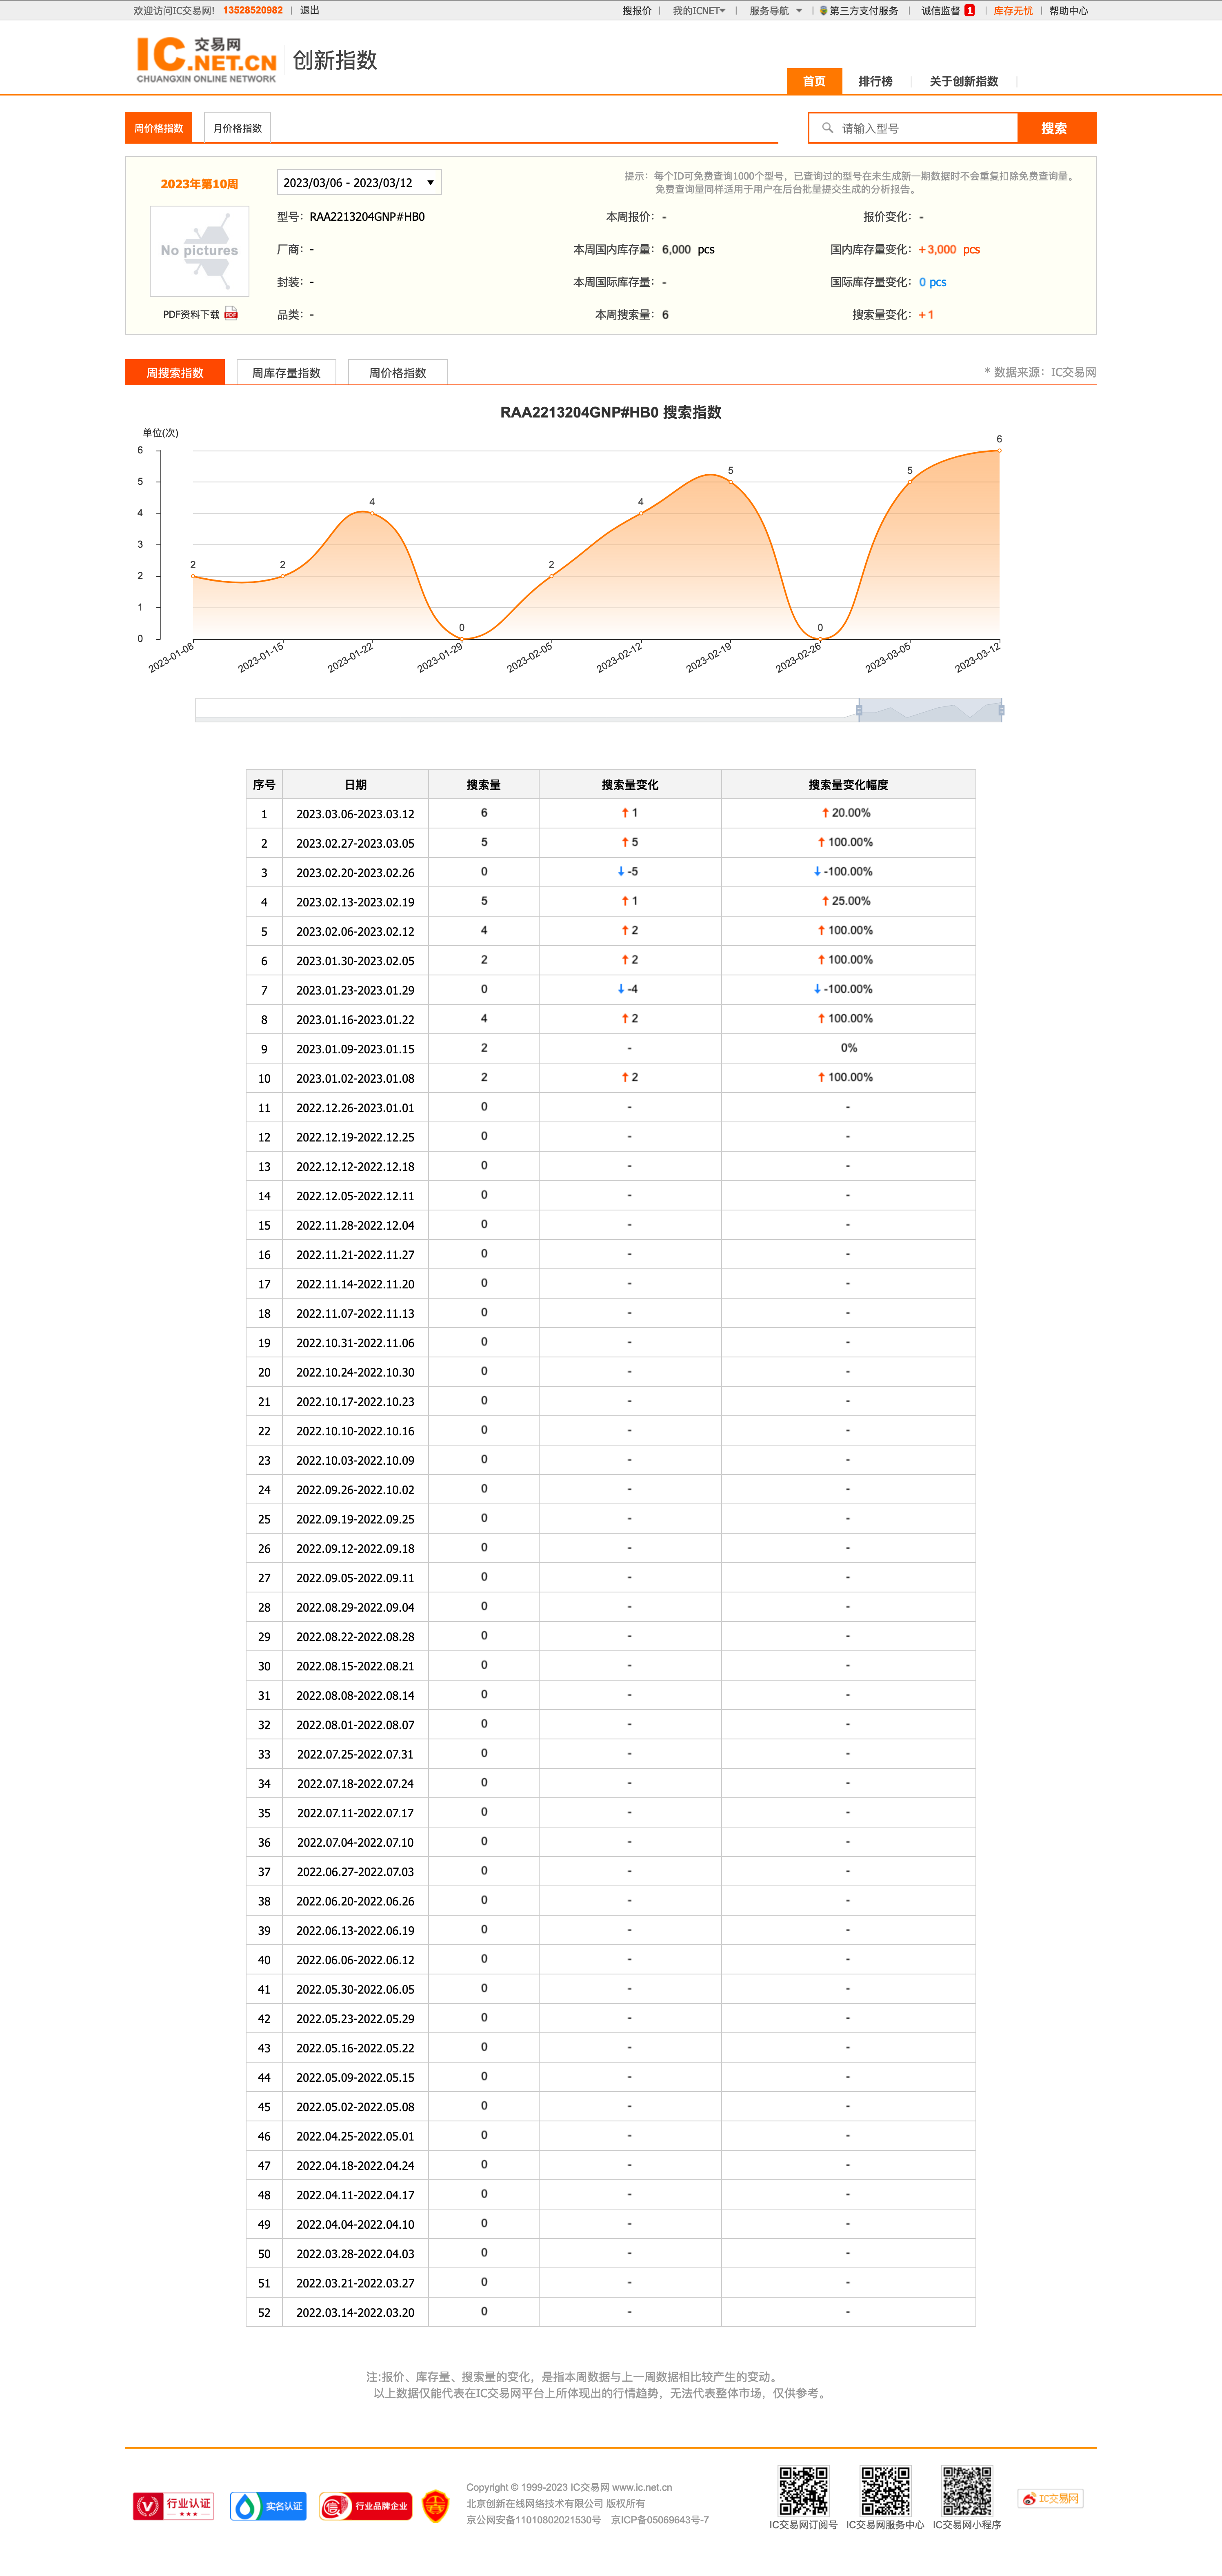 欢迎访问IC交易网! 13528520982 | 退出 搜报价 | 我的ICNET | 服务导航 | 第三方支付服务 | 诚信监督 1 | 库存无忧 | 帮助中心
IC交易网 .NET.CN CHUANGXIN ONLINE NETWORK 创新指数
首页 排行榜 关于创新指数
周价格指数 月价格指数 请输入型号 搜索
2023年第10周 2023/03/06 - 2023/03/12 ▼ 提示：每个ID可免费查询1000个型号，已查询过的型号在未生成新一期数据时不会重复扣除免费查询量。
免费查询量同样适用于用户在后台批量提交生成的分析报告。
No pictures
PDF资料下载 PDF
型号：RAA2213204GNP#HB0 本周报价：- 报价变化：-
厂商：- 本周国内库存量：6,000 pcs 国内库存量变化：+3,000 pcs
封装：- 本周国际库存量：- 国际库存量变化：0 pcs
品类：- 本周搜索量：6 搜索量变化：+1
周搜索指数 周库存量指数 周价格指数 * 数据来源：IC交易网
RAA2213204GNP#HB0 搜索指数
单位(次)
6
5
4
3
2
1
0
2 2 4 0 2 4 5 0 5 6
2023-01-08 2023-01-15 2023-01-22 2023-01-29 2023-02-05 2023-02-12 2023-02-19 2023-02-26 2023-03-05 2023-03-12
序号 日期 搜索量 搜索量变化 搜索量变化幅度
1 2023.03.06-2023.03.12 6 ↑ 1 ↑ 20.00%
2 2023.02.27-2023.03.05 5 ↑ 5 ↑ 100.00%
3 2023.02.20-2023.02.26 0 ↓ -5 ↓ -100.00%
4 2023.02.13-2023.02.19 5 ↑ 1 ↑ 25.00%
5 2023.02.06-2023.02.12 4 ↑ 2 ↑ 100.00%
6 2023.01.30-2023.02.05 2 ↑ 2 ↑ 100.00%
7 2023.01.23-2023.01.29 0 ↓ -4 ↓ -100.00%
8 2023.01.16-2023.01.22 4 ↑ 2 ↑ 100.00%
9 2023.01.09-2023.01.15 2 - 0%
10 2023.01.02-2023.01.08 2 ↑ 2 ↑ 100.00%
11 2022.12.26-2023.01.01 0 - -
12 2022.12.19-2022.12.25 0 - -
13 2022.12.12-2022.12.18 0 - -
14 2022.12.05-2022.12.11 0 - -
15 2022.11.28-2022.12.04 0 - -
16 2022.11.21-2022.11.27 0 - -
17 2022.11.14-2022.11.20 0 - -
18 2022.11.07-2022.11.13 0 - -
19 2022.10.31-2022.11.06 0 - -
20 2022.10.24-2022.10.30 0 - -
21 2022.10.17-2022.10.23 0 - -
22 2022.10.10-2022.10.16 0 - -
23 2022.10.03-2022.10.09 0 - -
24 2022.09.26-2022.10.02 0 - -
25 2022.09.19-2022.09.25 0 - -
26 2022.09.12-2022.09.18 0 - -
27 2022.09.05-2022.09.11 0 - -
28 2022.08.29-2022.09.04 0 - -
29 2022.08.22-2022.08.28 0 - -
30 2022.08.15-2022.08.21 0 - -
31 2022.08.08-2022.08.14 0 - -
32 2022.08.01-2022.08.07 0 - -
33 2022.07.25-2022.07.31 0 - -
34 2022.07.18-2022.07.24 0 - -
35 2022.07.11-2022.07.17 0 - -
36 2022.07.04-2022.07.10 0 - -
37 2022.06.27-2022.07.03 0 - -
38 2022.06.20-2022.06.26 0 - -
39 2022.06.13-2022.06.19 0 - -
40 2022.06.06-2022.06.12 0 - -
41 2022.05.30-2022.06.05 0 - -
42 2022.05.23-2022.05.29 0 - -
43 2022.05.16-2022.05.22 0 - -
44 2022.05.09-2022.05.15 0 - -
45 2022.05.02-2022.05.08 0 - -
46 2022.04.25-2022.05.01 0 - -
47 2022.04.18-2022.04.24 0 - -
48 2022.04.11-2022.04.17 0 - -
49 2022.04.04-2022.04.10 0 - -
50 2022.03.28-2022.04.03 0 - -
51 2022.03.21-2022.03.27 0 - -
52 2022.03.14-2022.03.20 0 - -
注:报价、库存量、搜索量的变化，是指本周数据与上一周数据相比较产生的变动。
以上数据仅能代表在IC交易网平台上所体现出的行情趋势，无法代表整体市场，仅供参考。
行业认证 实名认证 信 行业品牌企业
Copyright © 1999-2023 IC交易网 www.ic.net.cn
北京创新在线网络技术有限公司 版权所有
京公网安备11010802021530号 京ICP备05069643号-7
IC交易网订阅号 IC交易网服务中心 IC交易网小程序
IC交易网